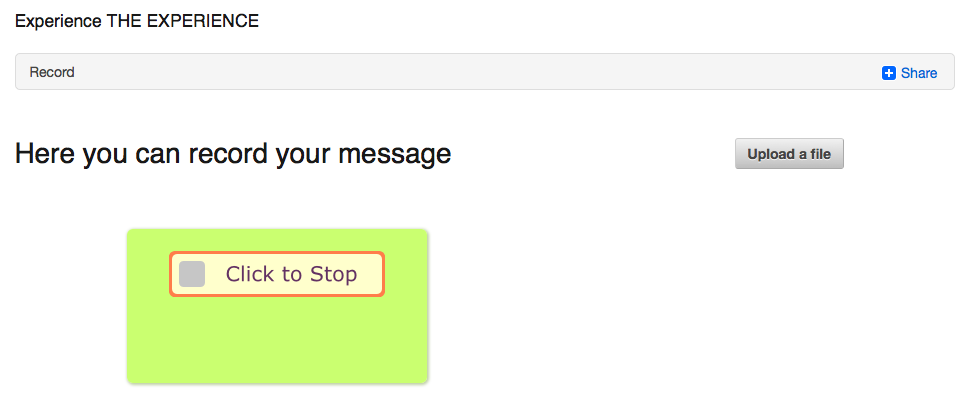 Experience THE EXPERIENCE
Record
Share
Here you can record your message
Upload a file
Click to Stop